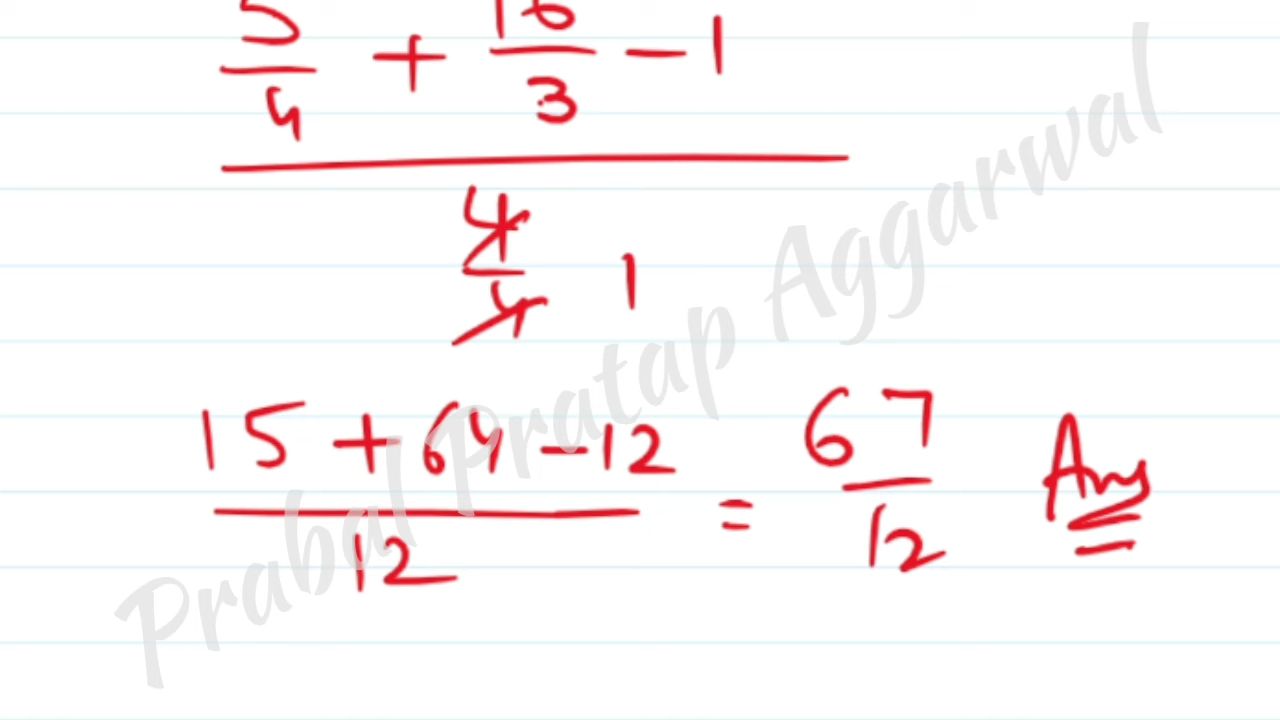 5/4 + 16/3 - 1
4/4 1
15 + 64 - 12 / 12 = 67/12 Ans
Prabal Pratap Aggarwal